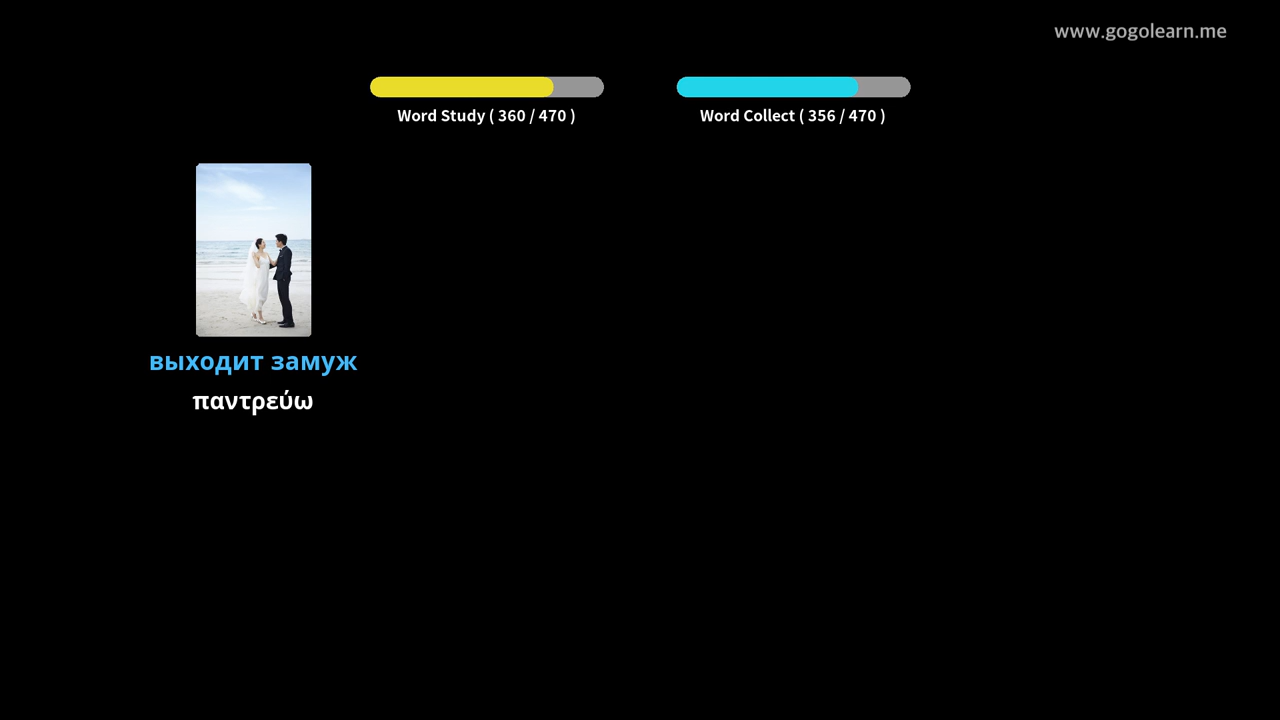 www.gogolearn.me
Word Study ( 360 / 470 )
Word Collect ( 356 / 470 )
выходит замуж
παντρεύω